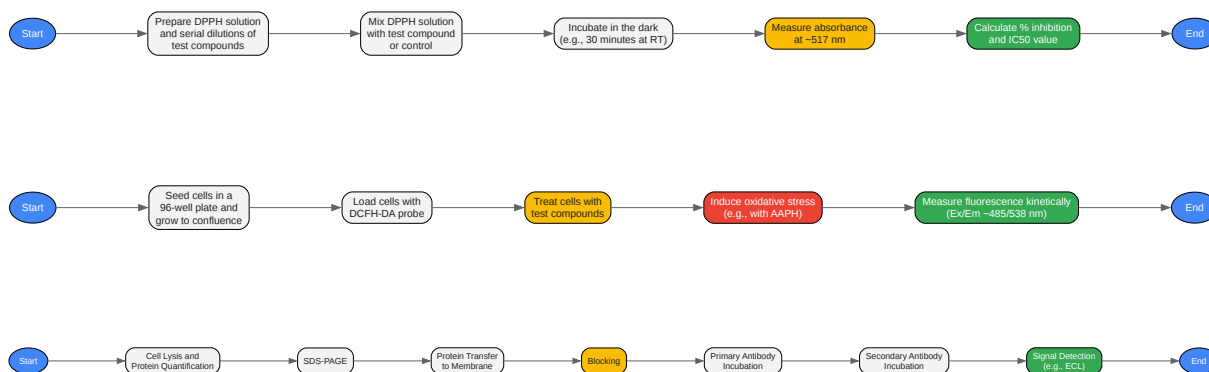 Start
Prepare DPPH solution
and serial dilutions of
test compounds
Mix DPPH solution
with test compound
or control
Incubate in the dark
(e.g., 30 minutes at RT)
Measure absorbance
at ~517 nm
Calculate % inhibition
and IC50 value
End
Start
Seed cells in a
96-well plate and
grow to confluence
Load cells with
DCFH-DA probe
Treat cells with
test compounds
Induce oxidative stress
(e.g., with AAPH)
Measure fluorescence kinetically
(Ex/Em ~485/538 nm)
End
Start
Cell Lysis and
Protein Quantification
SDS-PAGE
Protein Transfer
to Membrane
Blocking
Primary Antibody
Incubation
Secondary Antibody
Incubation
Signal Detection
(e.g., ECL)
End